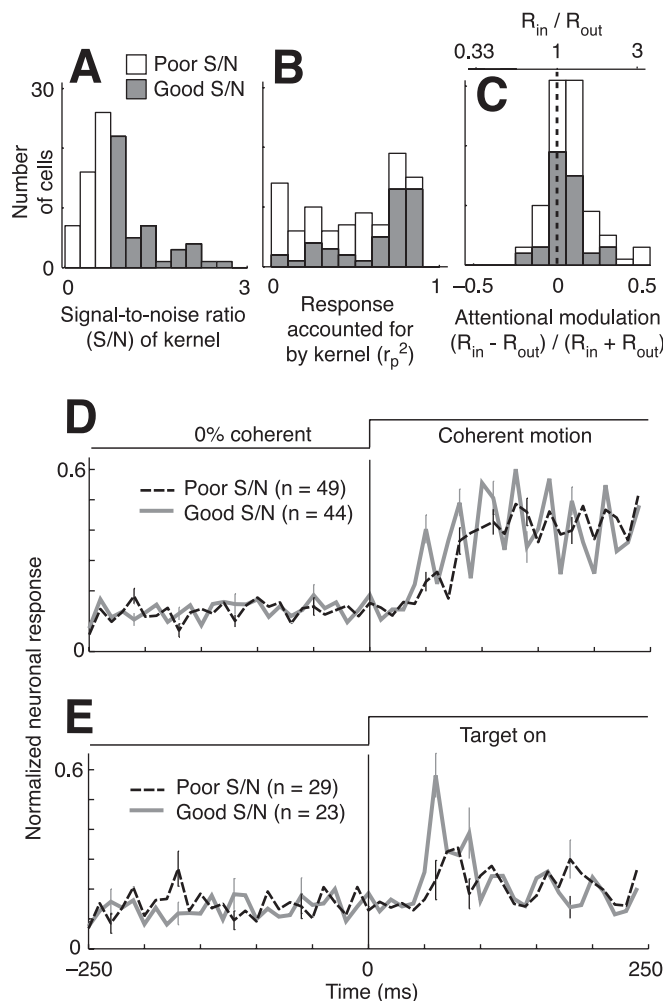 R_in / R_out
0.33 1 3
A
Poor S/N
Good S/N
B
C
30
0
Number
of cells
0 3
0 1
−0.5 0 0.5
Signal-to-noise ratio
(S/N) of kernel
Response
accounted for
by kernel (r_p^2)
Attentional modulation
(R_in - R_out) / (R_in + R_out)
D
0% coherent
Coherent motion
0.6
Poor S/N (n = 49)
Good S/N (n = 44)
0
Normalized neuronal response
E
Target on
0.6
Poor S/N (n = 29)
Good S/N (n = 23)
0
−250 0 250
Time (ms)